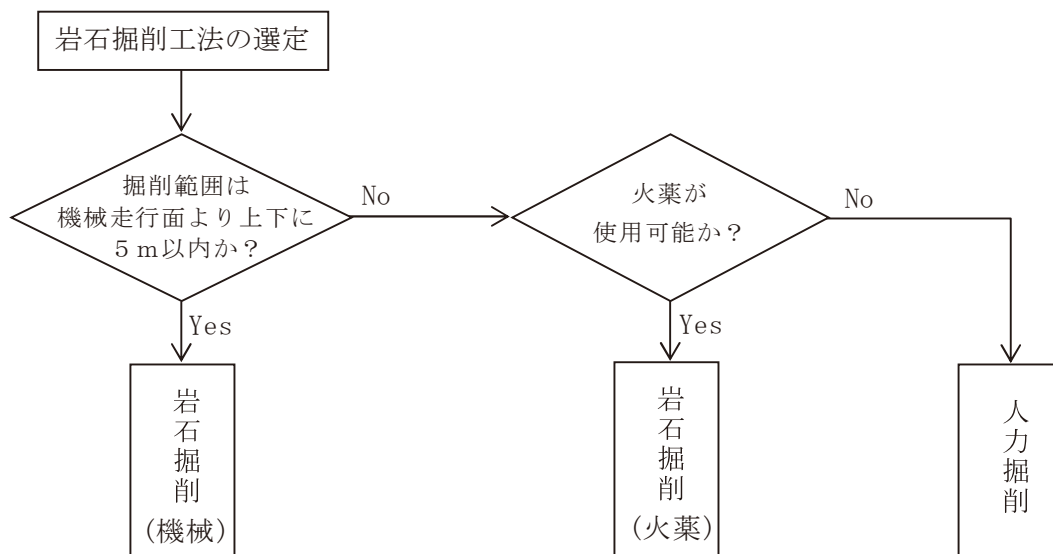 岩石掘削工法の選定
掘削範囲は
機械走行面より上下に
５ｍ以内か？
No
火薬が
使用可能か？
No
Yes
Yes
岩石掘削
(機械)
岩石掘削
(火薬)
人力掘削